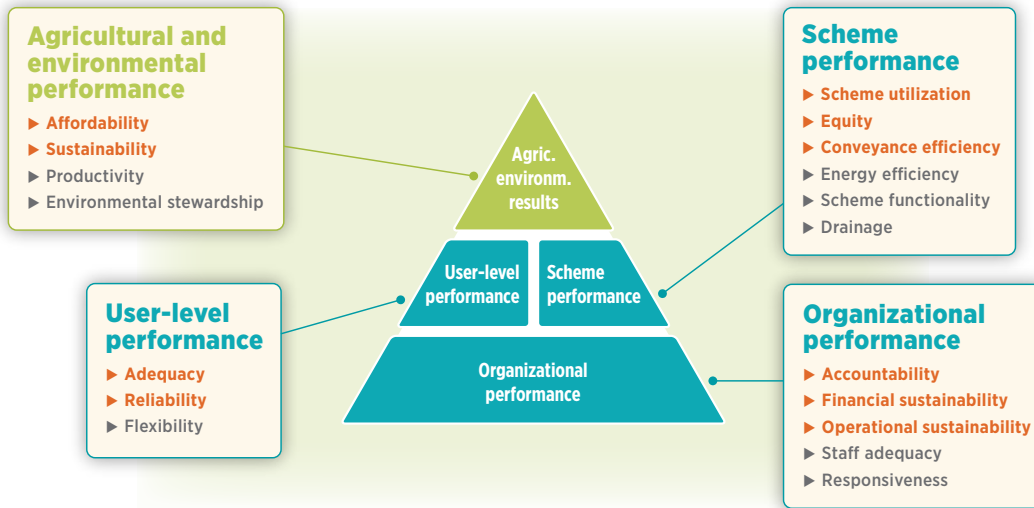 Agricultural and
environmental
performance
▶ Affordability
▶ Sustainability
▶ Productivity
▶ Environmental stewardship
Scheme
performance
▶ Scheme utilization
▶ Equity
▶ Conveyance efficiency
▶ Energy efficiency
▶ Scheme functionality
▶ Drainage
Agric.
environm.
results
User-level
performance
Scheme
performance
Organizational
performance
User-level
performance
▶ Adequacy
▶ Reliability
▶ Flexibility
Organizational
performance
▶ Accountability
▶ Financial sustainability
▶ Operational sustainability
▶ Staff adequacy
▶ Responsiveness